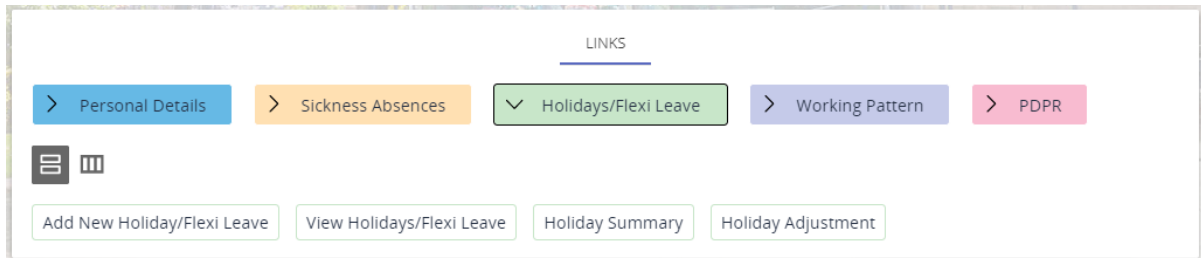 LINKS
Personal Details Sickness Absences Holidays/Flexi Leave Working Pattern PDPR
Add New Holiday/Flexi Leave View Holidays/Flexi Leave Holiday Summary Holiday Adjustment